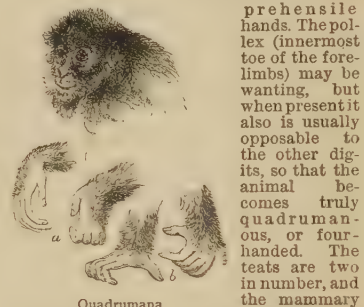 prehensile
hands. The pol-
lex (innermost
toe of the fore-
limbs) may be
wanting, but
when present it
also is usually
opposable to
the other dig-
its, so that the
animal be-
comes truly
quadruman-
ous, or four-
handed. The
teats are two
in number, and
the mammary
a
b
Quadrumana